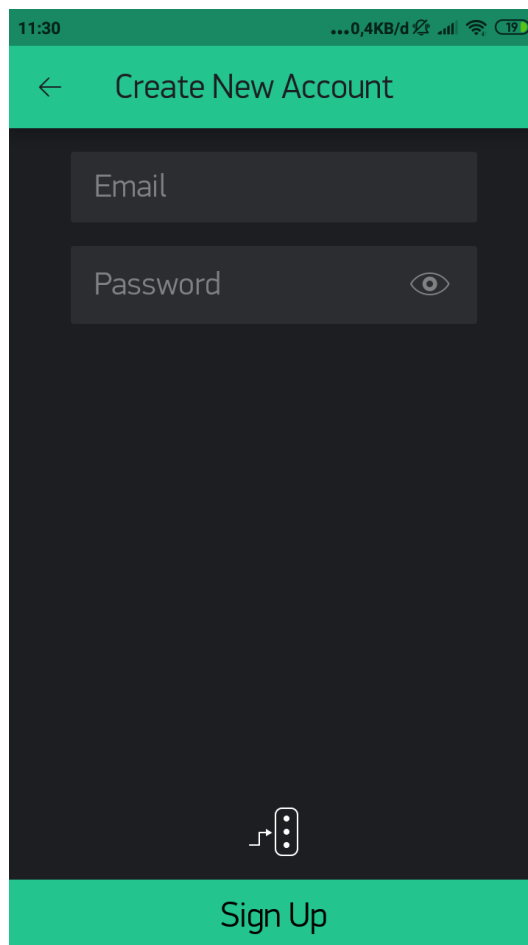 11:30 ...0,4KB/d 19
Create New Account
Email
Password
Sign Up